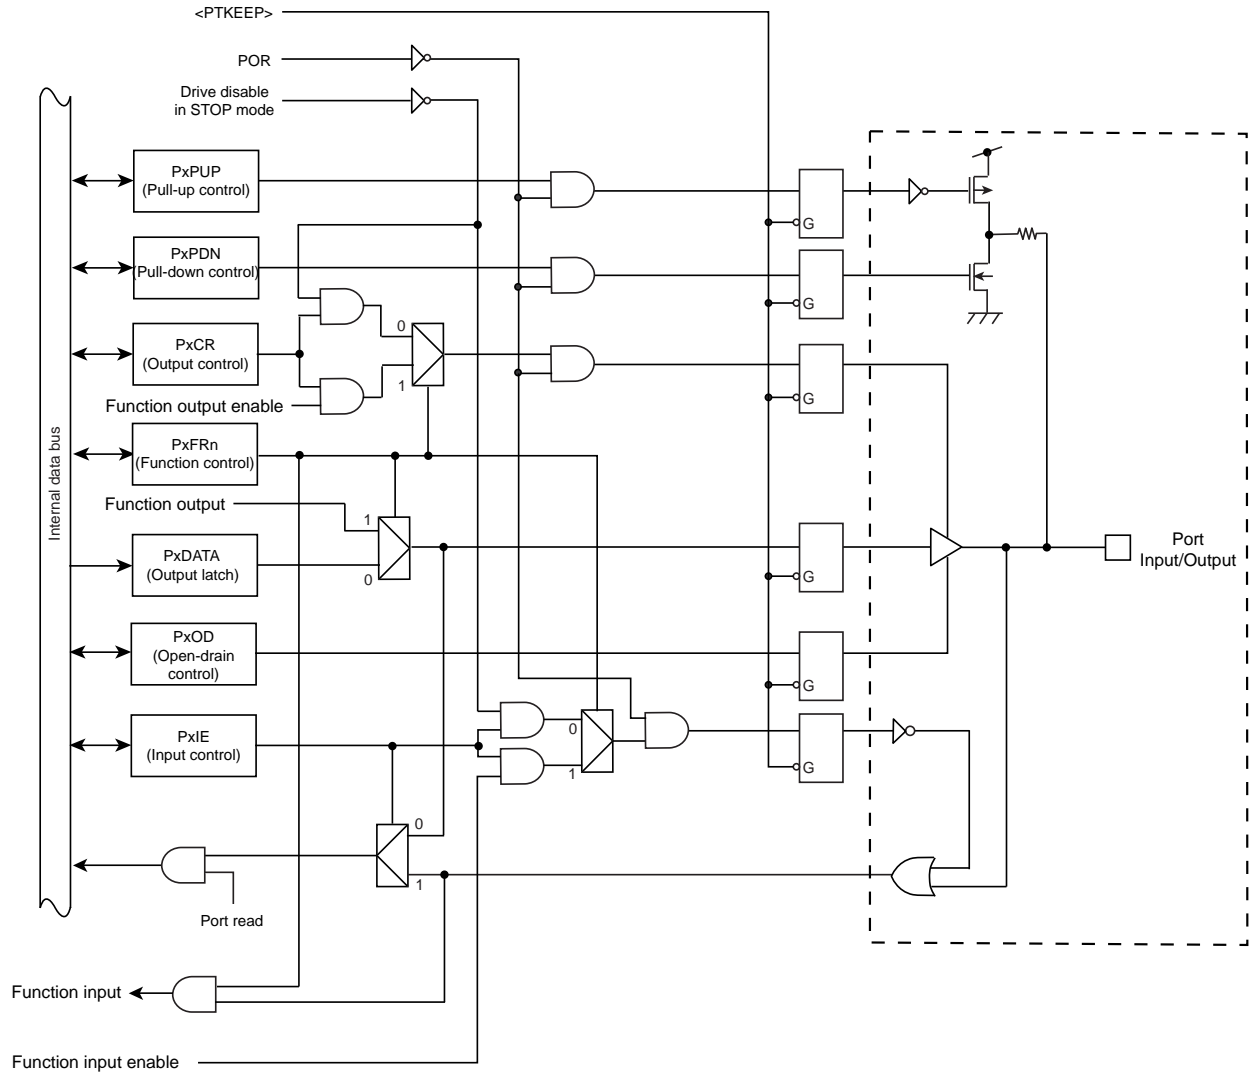 <PTKEEP>
POR
Drive disable
in STOP mode
PxPUP
(Pull-up control)
G
PxPDN
(Pull-down control)
G
PxCR
(Output control)
0
1
G
Function output enable
Internal data bus
PxFRn
(Function control)
Function output
1
0
PxDATA
(Output latch)
G
Port
Input/Output
PxOD
(Open-drain
control)
G
PxIE
(Input control)
0
1
G
0
1
Port read
Function input
Function input enable